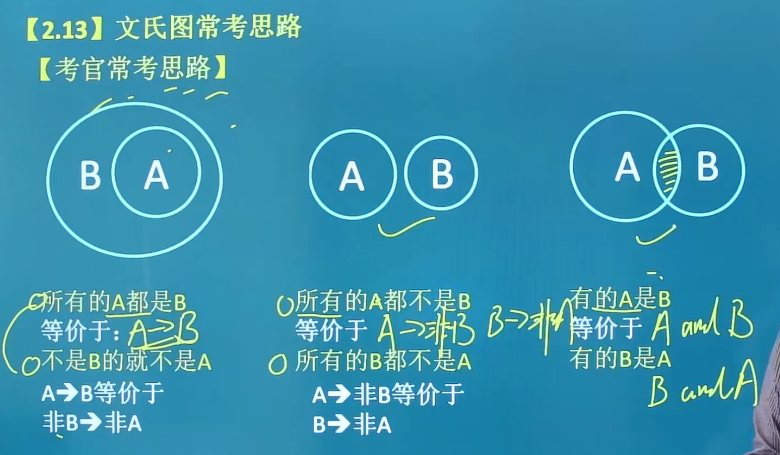 【2.13】文氏图常考思路
【考官常考思路】
B A
A B
A B
所有的A都是B
等价于：A→B
不是B的就不是A
A→B等价于
非B→非A
所有的A都不是B
等价于 A→非B B→非A
所有的B都不是A
A→非B等价于
B→非A
有的A是B
等价于 A and B
有的B是A
B and A